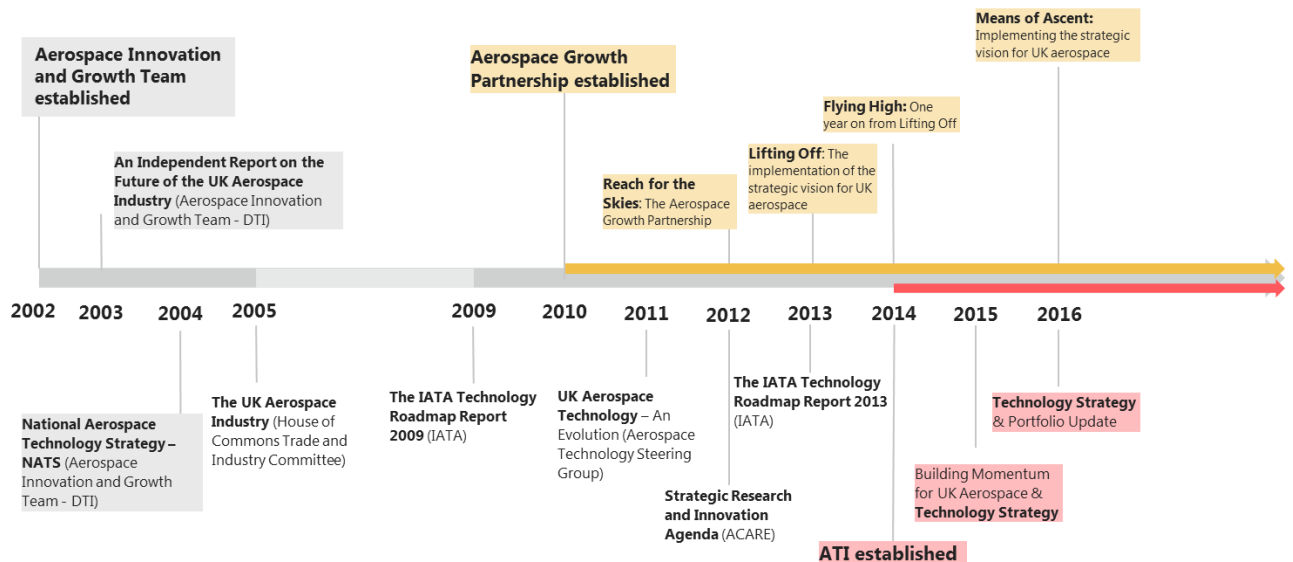 Aerospace Innovation
and Growth Team
established
An Independent Report on the
Future of the UK Aerospace
Industry (Aerospace Innovation
and Growth Team - DTI)
Aerospace Growth
Partnership established
Reach for the
Skies: The Aerospace
Growth Partnership
Lifting Off: The
implementation of the
strategic vision for UK
aerospace
Flying High: One
year on from Lifting Off
Means of Ascent:
Implementing the strategic
vision for UK aerospace
2002 2003 2004 2005 2009 2010 2011 2012 2013 2014 2015 2016
National Aerospace
Technology Strategy –
NATS (Aerospace
Innovation and Growth
Team - DTI)
The UK Aerospace
Industry (House of
Commons Trade and
Industry Committee)
The IATA Technology
Roadmap Report
2009 (IATA)
UK Aerospace
Technology – An
Evolution (Aerospace
Technology Steering
Group)
Strategic Research
and Innovation
Agenda (ACARE)
The IATA Technology
Roadmap Report 2013
(IATA)
ATI established
Building Momentum
for UK Aerospace &
Technology Strategy
Technology Strategy
& Portfolio Update